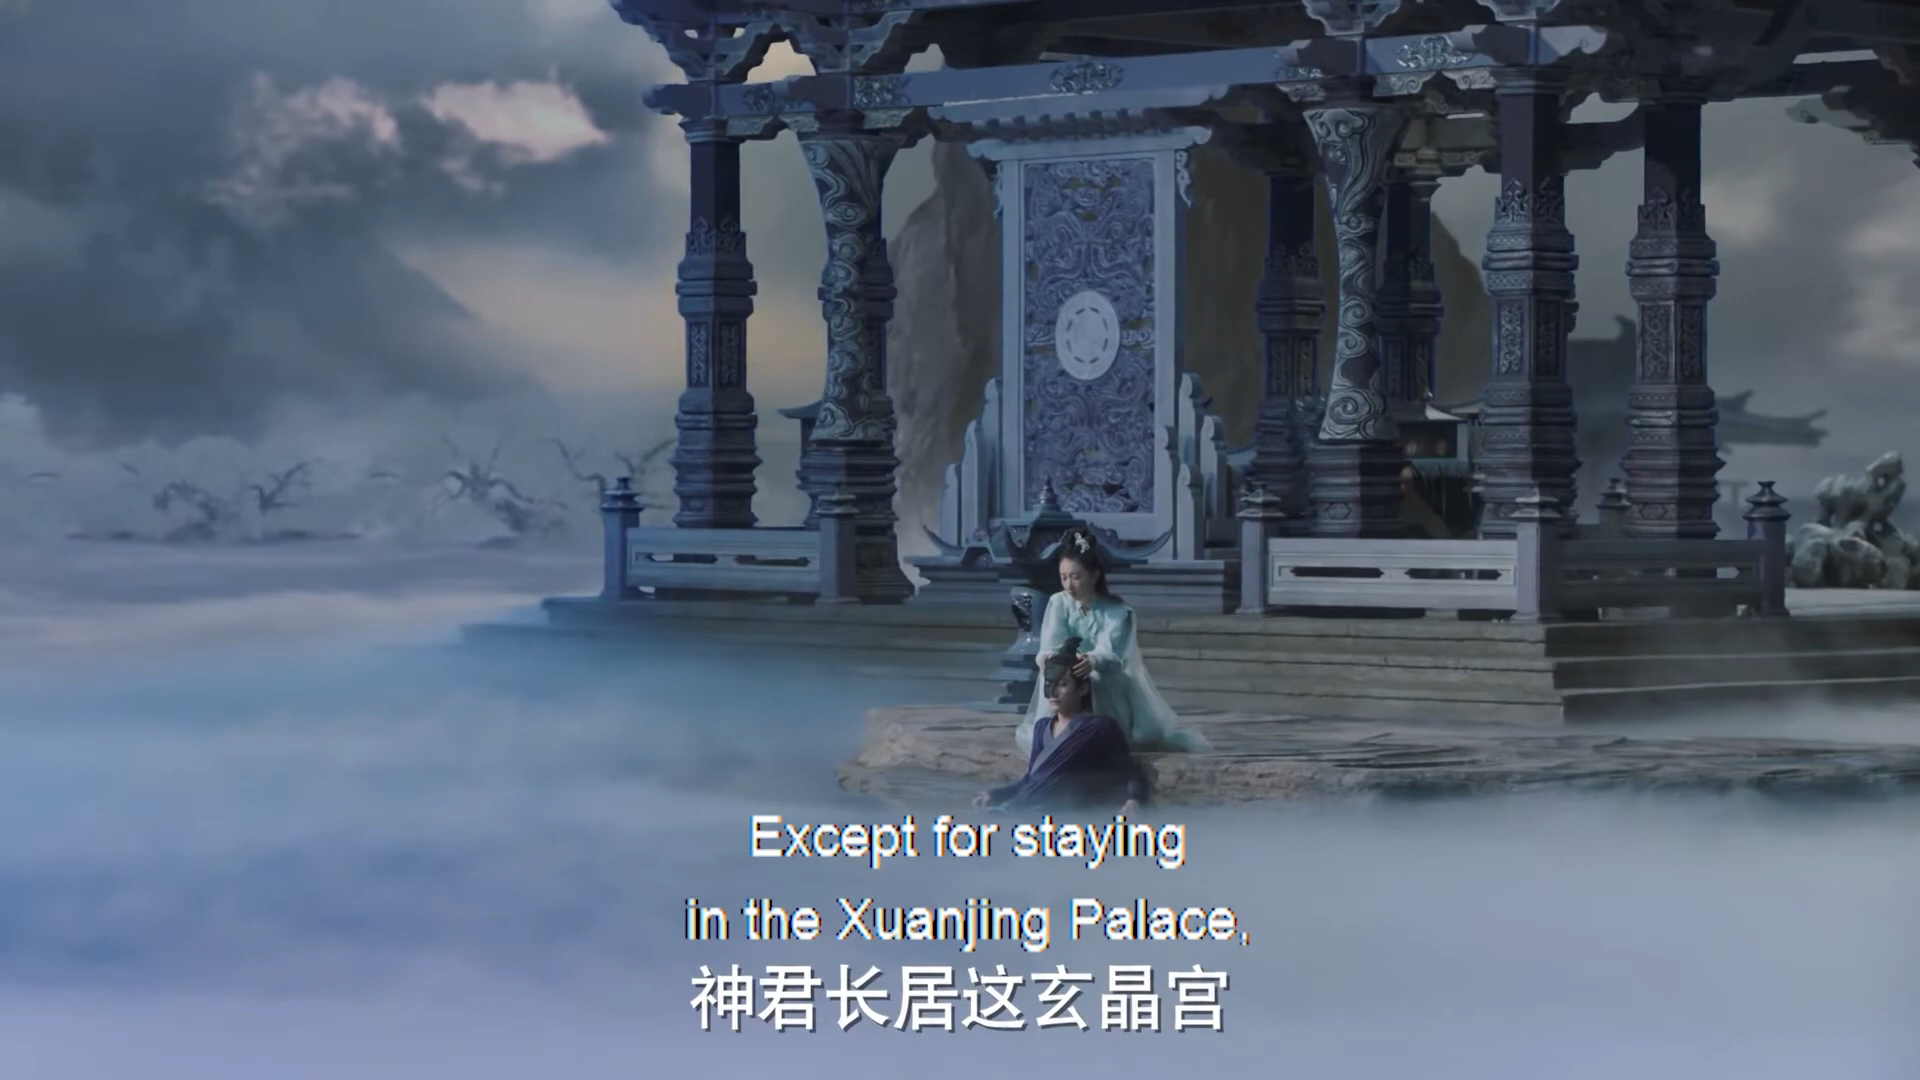 Except for staying
in the Xuanjing Palace,
神君长居这玄晶宫